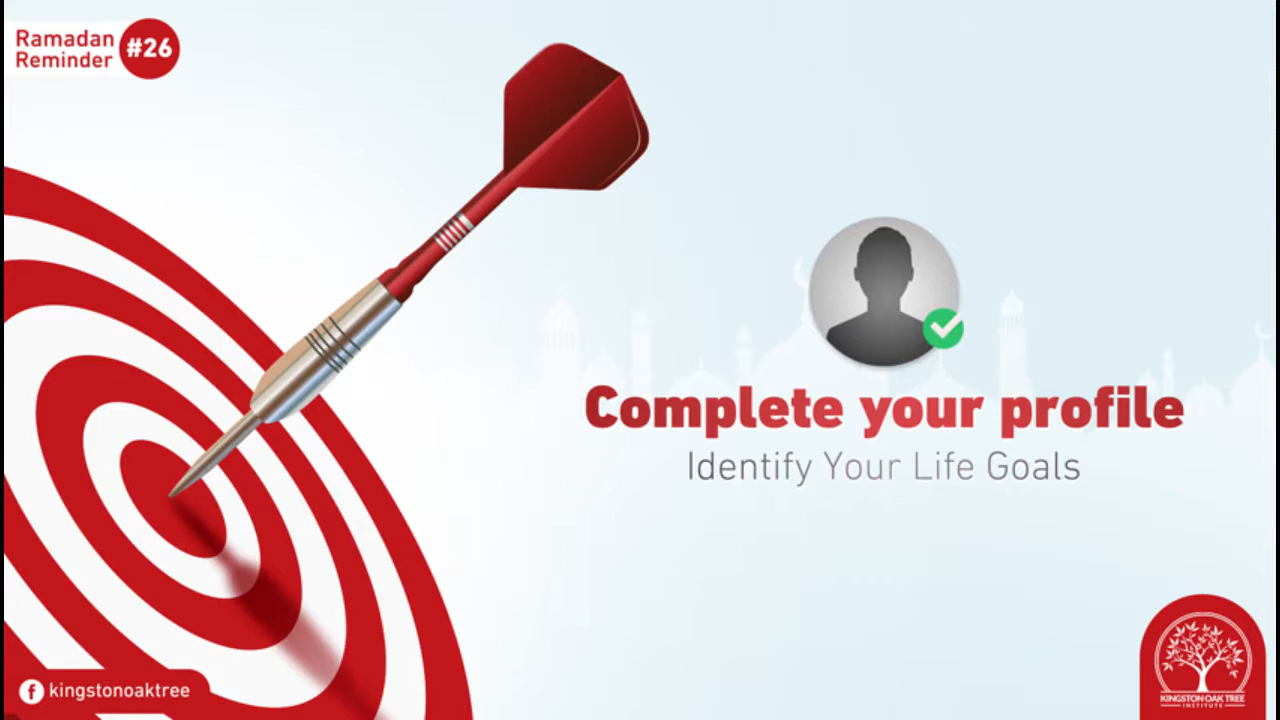 Ramadan
Reminder
#26
Complete your profile
Identify Your Life Goals
f kingstonoaktree
KINGSTON OAK TREE
INSTITUTE